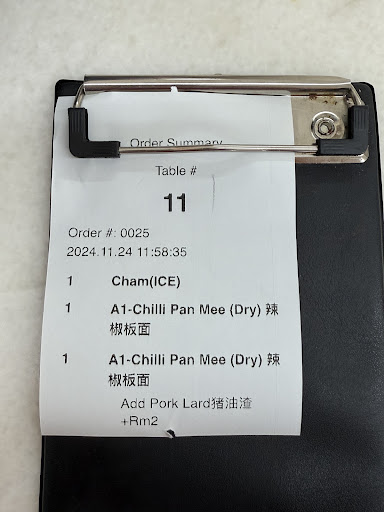 Order Summary
Table #
11
Order #: 0025
2024.11.24 11:58:35
1 Cham(ICE)
1 A1-Chilli Pan Mee (Dry) 辣
椒板面
1 A1-Chilli Pan Mee (Dry) 辣
椒板面
Add Pork Lard猪油渣
+Rm2